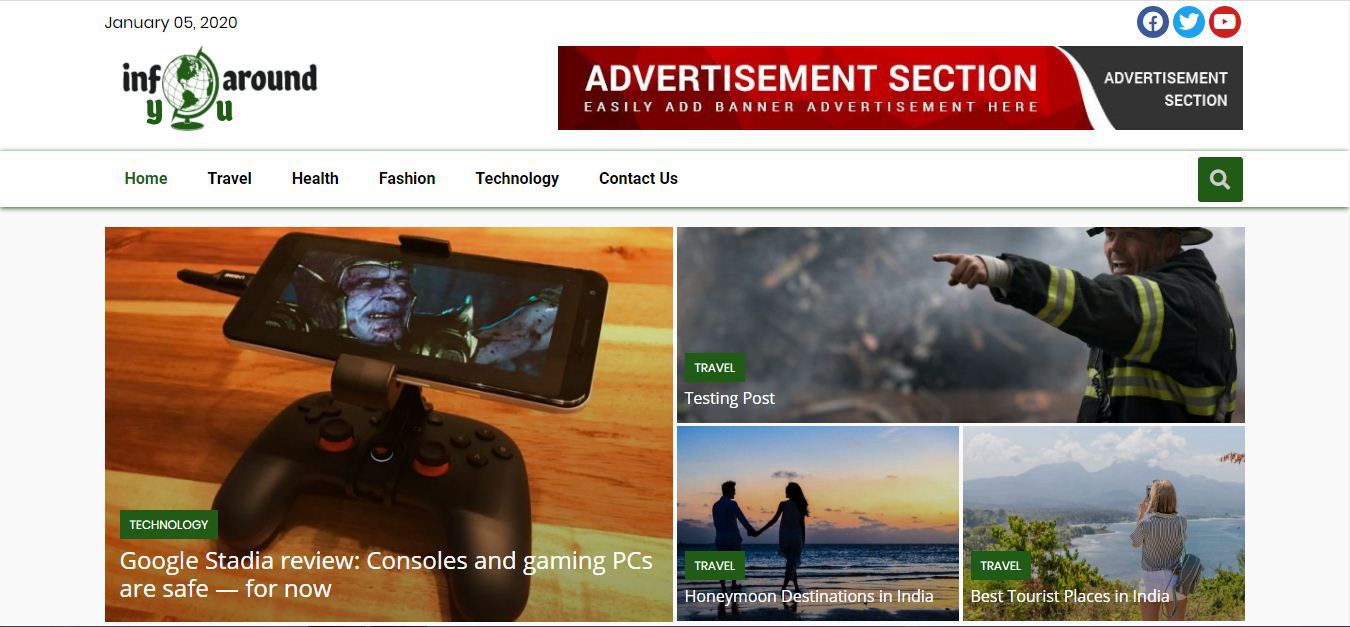 January 05, 2020
inf around
y u
ADVERTISEMENT SECTION
EASILY ADD BANNER ADVERTISEMENT HERE
ADVERTISEMENT
SECTION
Home Travel Health Fashion Technology Contact Us
TECHNOLOGY
Google Stadia review: Consoles and gaming PCs
are safe — for now
TRAVEL
Testing Post
TRAVEL
Honeymoon Destinations in India
TRAVEL
Best Tourist Places in India